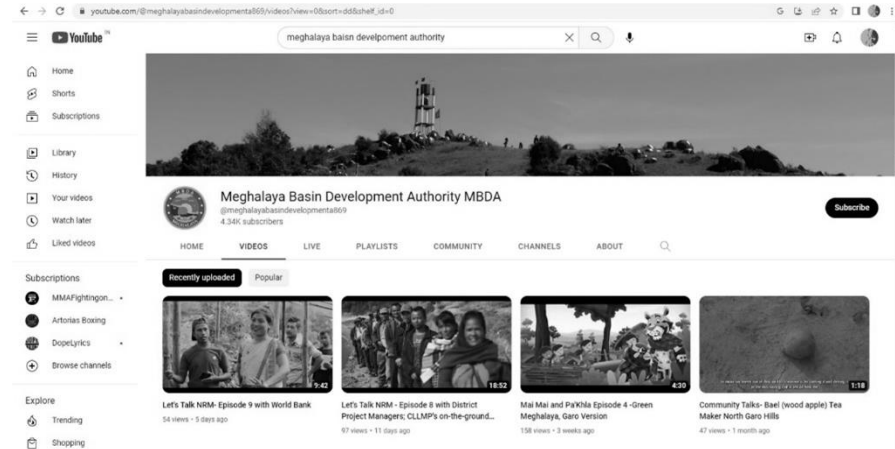 youtube.com/@meghalayabasindevelopmenta869/videos?view=0&sort=dd&shelf_id=0
YouTube IN
meghalaya baisn develpoment authority
Home
Shorts
Subscriptions
Library
History
Your videos
Watch later
Liked videos
Subscriptions
MMAFightingon...
Artorias Boxing
DopeLyrics
Browse channels
Explore
Trending
Shopping
Meghalaya Basin Development Authority MBDA
@meghalayabasindevelopmenta869
4.34K subscribers
Subscribe
HOME VIDEOS LIVE PLAYLISTS COMMUNITY CHANNELS ABOUT
Recently uploaded Popular
9:42
Let's Talk NRM- Episode 9 with World Bank
54 views • 5 days ago
18:52
Let's Talk NRM - Episode 8 with District
Project Managers; CLLMP's on-the-ground...
97 views • 11 days ago
4:30
Mai Mai and Pa'Khla Episode 4 -Green
Meghalaya, Garo Version
158 views • 3 weeks ago
1:18
Community Talks- Bael (wood apple) Tea
Maker North Garo Hills
47 views • 1 month ago